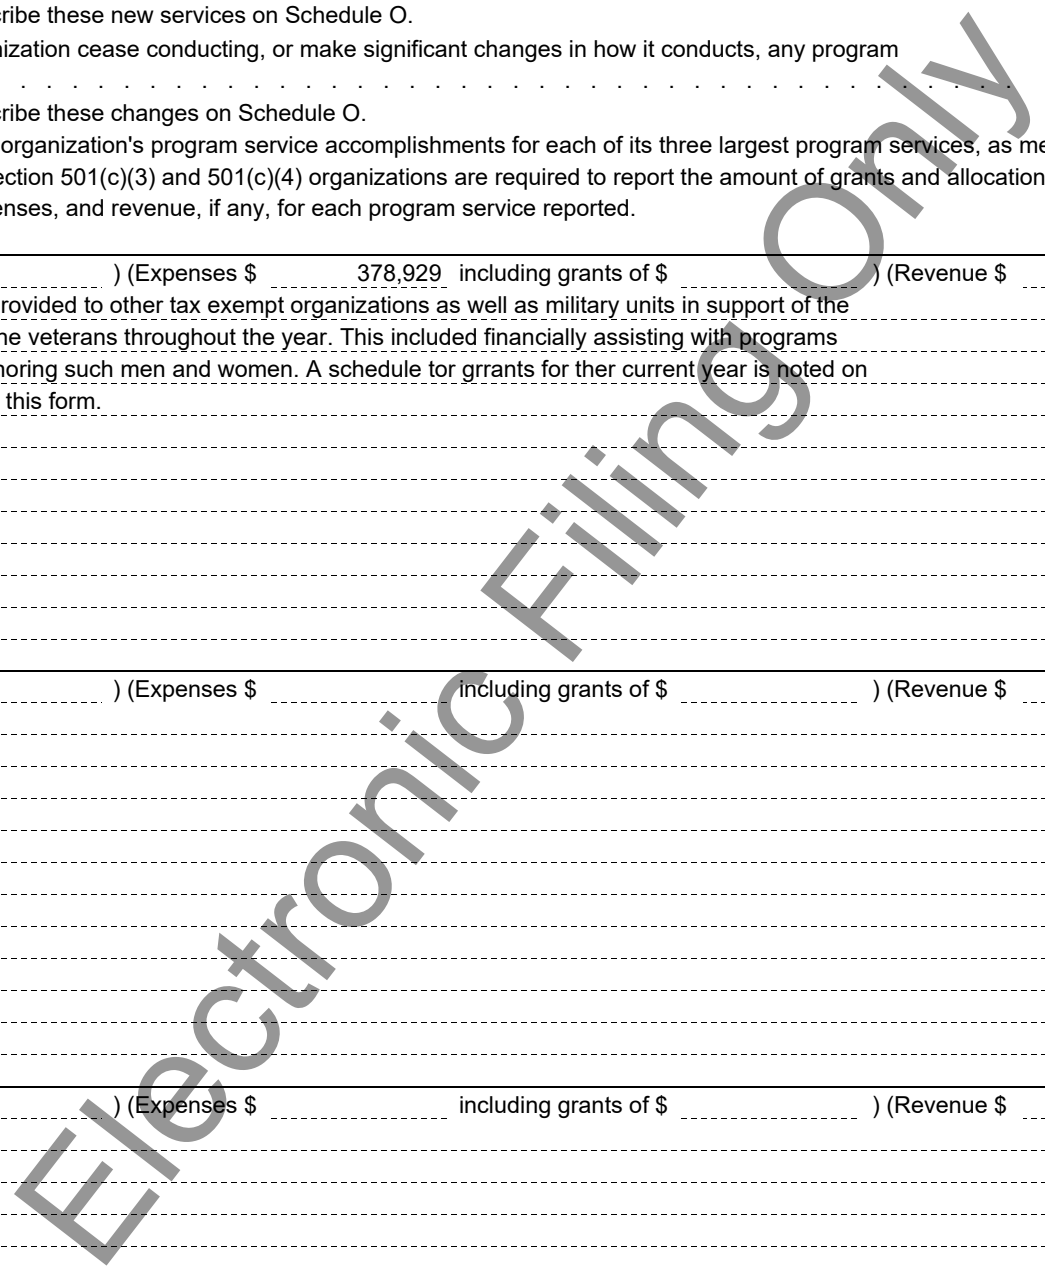 ribe these new services on Schedule O.
nization cease conducting, or make significant changes in how it conducts, any program
. . . . . . . . . . . . . . . . . . . . . . . . . . . . . . . . . . . . . . . .
ribe these changes on Schedule O.
organization's program service accomplishments for each of its three largest program services, as me
ection 501(c)(3) and 501(c)(4) organizations are required to report the amount of grants and allocation
enses, and revenue, if any, for each program service reported.
) (Expenses $ 378,929 including grants of $ ) (Revenue $
rovided to other tax exempt organizations as well as military units in support of the
ne veterans throughout the year. This included financially assisting with programs
noring such men and women. A schedule tor grrants for ther current year is noted on
this form.
) (Expenses $ including grants of $ ) (Revenue $
) (Expenses $ including grants of $ ) (Revenue $
Electronic Filing Only